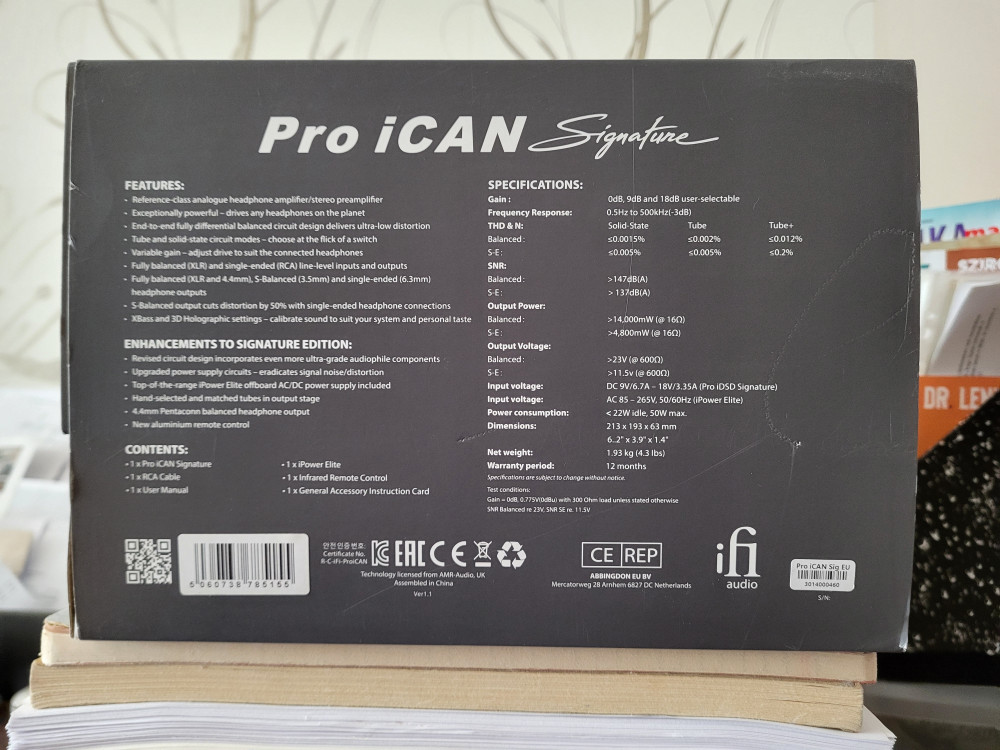 Pro iCAN Signature
FEATURES:
- Reference-class analogue headphone amplifier/stereo preamplifier
- Exceptionally powerful – drives any headphones on the planet
- End-to-end fully differential balanced circuit design delivers ultra-low distortion
- Tube and solid-state circuit modes – choose at the flick of a switch
- Variable gain – adjust drive to suit the connected headphones
- Fully balanced (XLR) and single-ended (RCA) line-level inputs and outputs
- Fully balanced (XLR and 4.4mm), S-Balanced (3.5mm) and single-ended (6.3mm)
headphone outputs
- S-Balanced output cuts distortion by 50% with single-ended headphone connections
- XBass and 3D Holographic settings – calibrate sound to suit your system and personal taste
ENHANCEMENTS TO SIGNATURE EDITION:
- Revised circuit design incorporates even more ultra-grade audiophile components
- Upgraded power supply circuits – eradicates signal noise/distortion
- Top-of-the-range iPower Elite offboard AC/DC power supply included
- Hand-selected and matched tubes in output stage
- 4.4mm Pentaconn balanced headphone output
- New aluminium remote control
CONTENTS:
- 1 x Pro iCAN Signature - 1 x iPower Elite
- 1 x RCA Cable - 1 x Infrared Remote Control
- 1 x User Manual - 1 x General Accessory Instruction Card
SPECIFICATIONS:
Gain : 0dB, 9dB and 18dB user-selectable
Frequency Response: 0.5Hz to 500kHz(-3dB)
THD & N: Solid-State Tube Tube+
Balanced : ≤0.0015% ≤0.002% ≤0.012%
S-E : ≤0.005% ≤0.005% ≤0.2%
SNR:
Balanced : >147dB(A)
S-E : > 137dB(A)
Output Power:
Balanced : >14,000mW (@ 16Ω)
S-E : >4,800mW (@ 16Ω)
Output Voltage:
Balanced : >23V (@ 600Ω)
S-E : >11.5v (@ 600Ω)
Input voltage: DC 9V/6.7A – 18V/3.35A (Pro iDSD Signature)
Input voltage: AC 85 – 265V, 50/60Hz (iPower Elite)
Power consumption: < 22W idle, 50W max.
Dimensions: 213 x 193 x 63 mm
6..2" x 3.9" x 1.4"
Net weight: 1.93 kg (4.3 lbs)
Warranty period: 12 months
Specifications are subject to change without notice.
Test conditions:
Gain = 0dB, 0.775V(0dBu) with 300 Ohm load unless stated otherwise
SNR Balanced re 23V, SNR SE re. 11.5V
5 060738 785155
안전 인증 번호:
Certificate No.
R-C-iFi-ProiCAN
EAC CE
Technology licensed from AMR-Audio, UK
Assembled in China
Ver1.1
CE REP
ABBINGDON EU BV
Mercatorweg 28 Arnhem 6827 DC Netherlands
ifi
audio
Pro iCAN Sig EU
3014000460
S/N:
DR. LEN